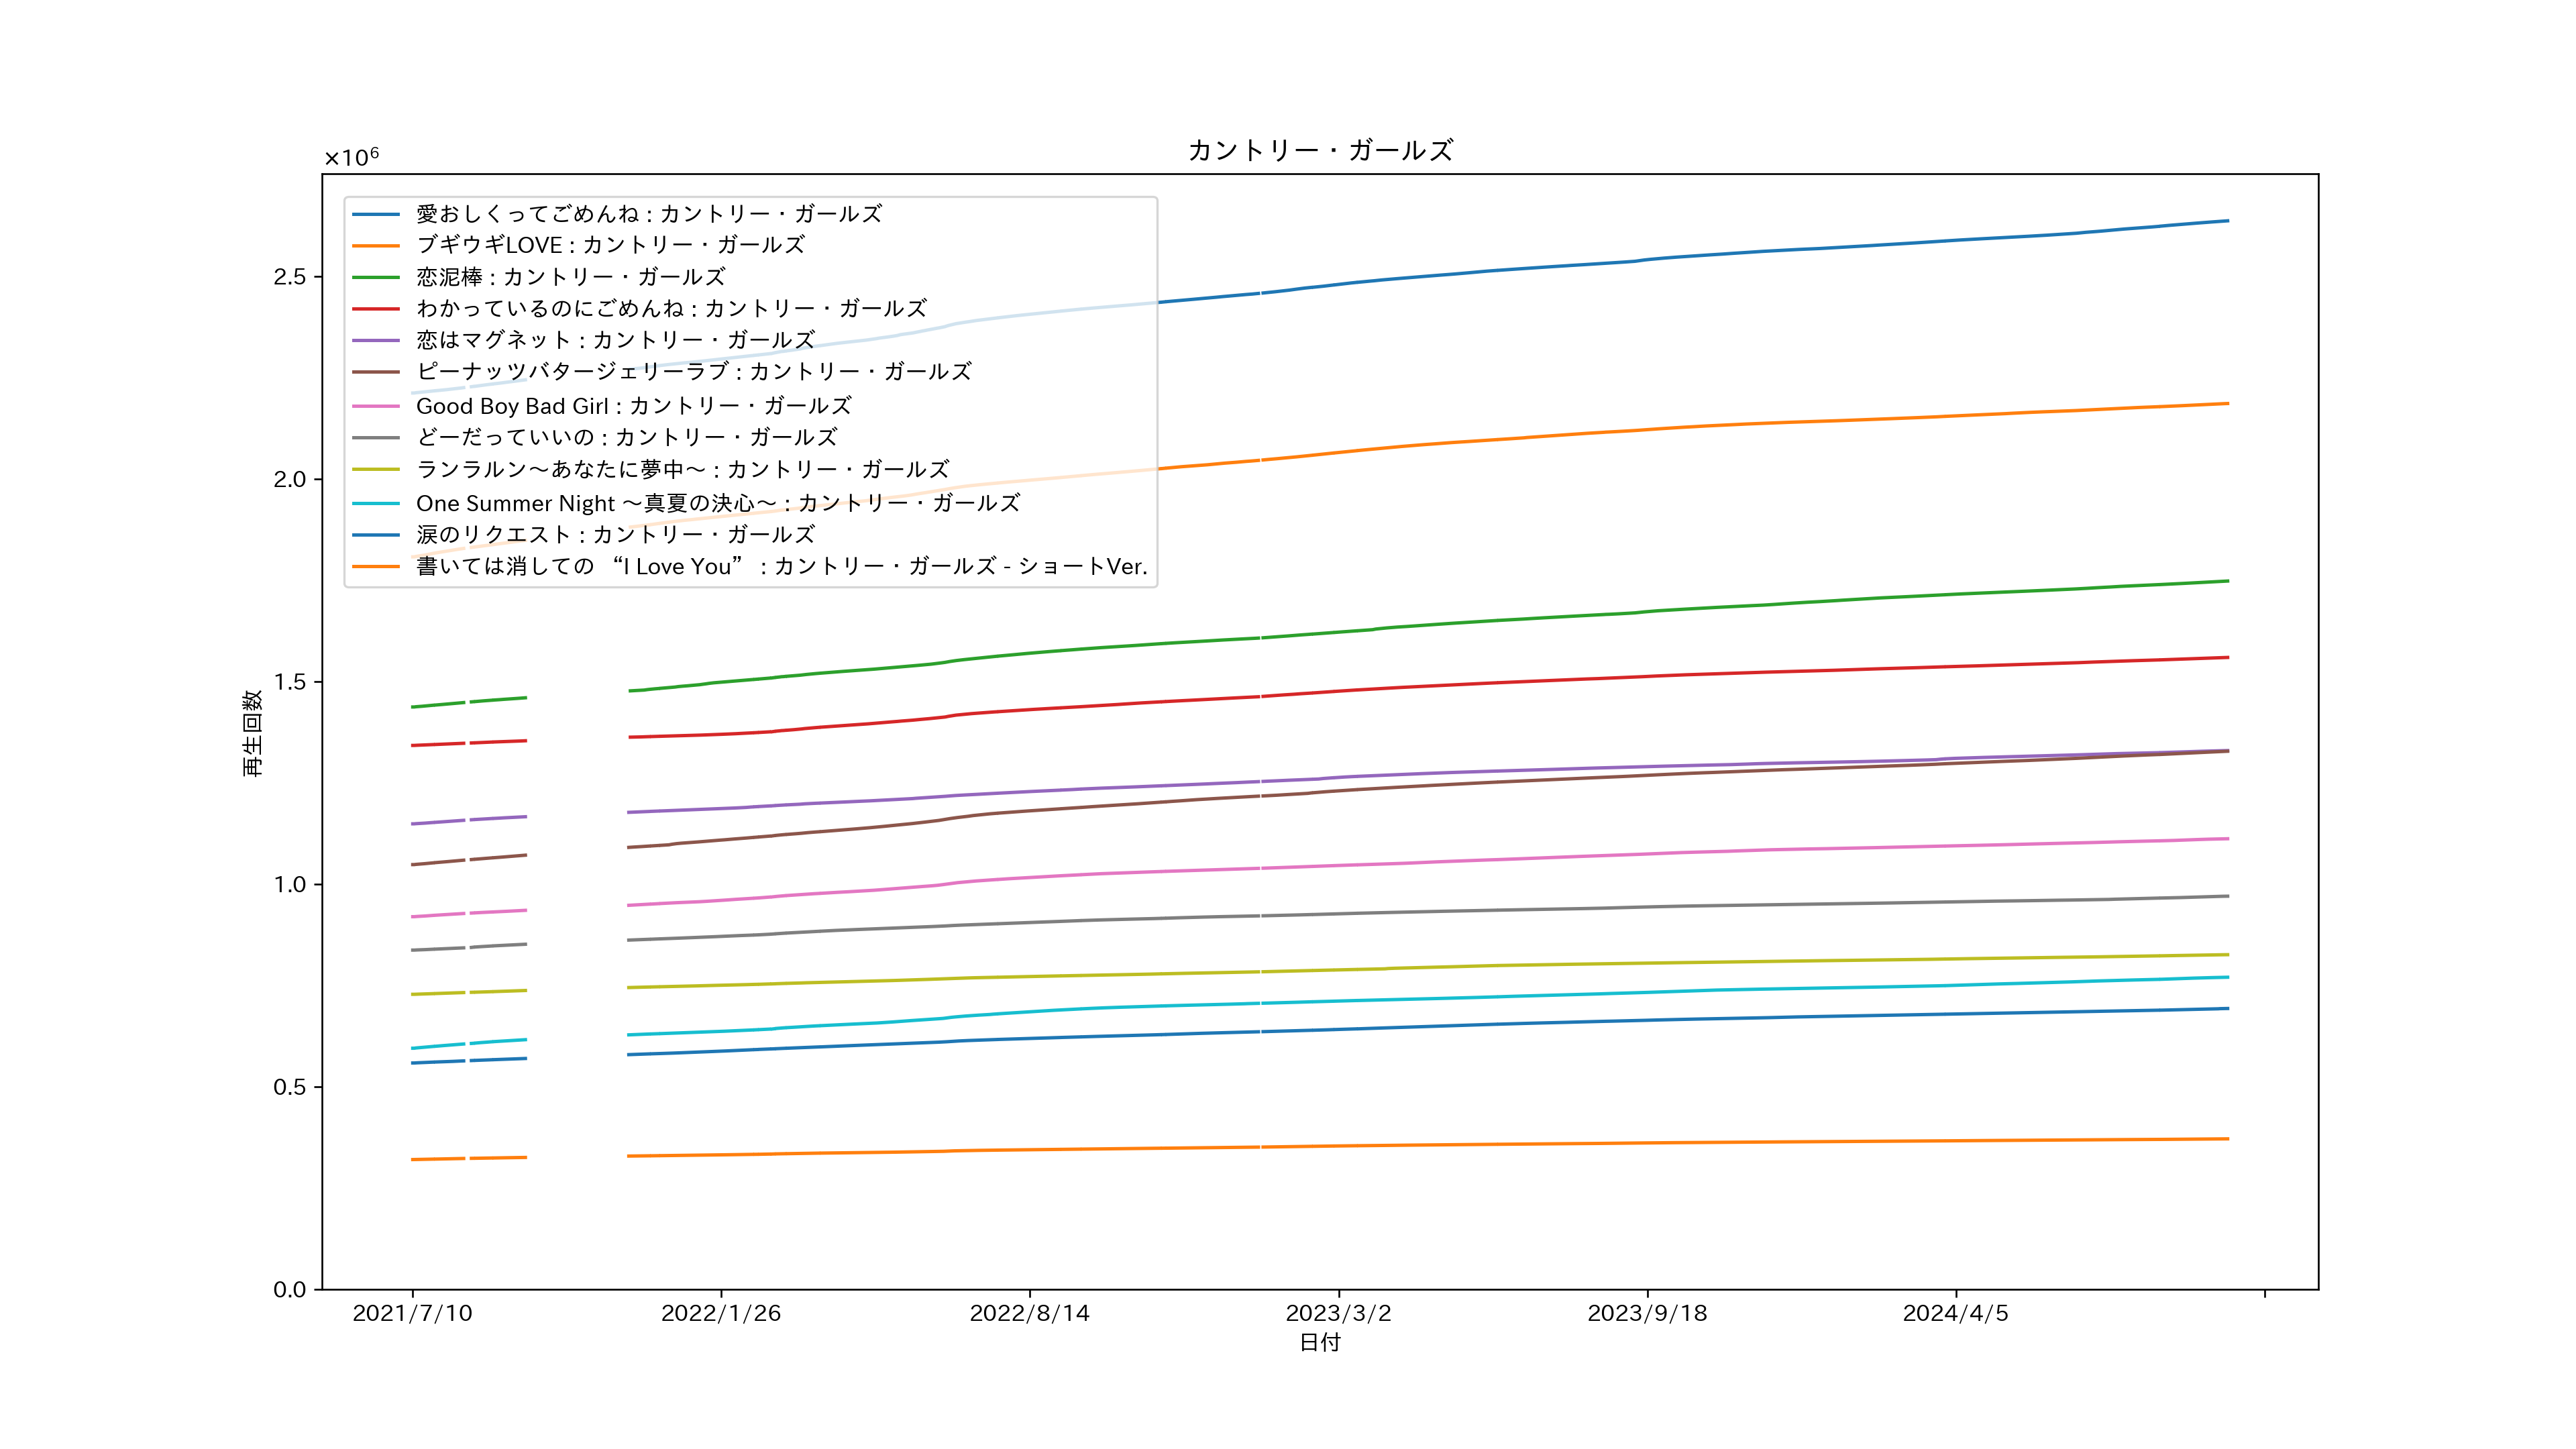 カントリー・ガールズ
×10⁶
愛おしくってごめんね : カントリー・ガールズ
ブギウギLOVE : カントリー・ガールズ
恋泥棒 : カントリー・ガールズ
わかっているのにごめんね : カントリー・ガールズ
恋はマグネット : カントリー・ガールズ
ピーナッツバタージェリーラブ : カントリー・ガールズ
Good Boy Bad Girl : カントリー・ガールズ
どーだっていいの : カントリー・ガールズ
ランラルン～あなたに夢中～ : カントリー・ガールズ
One Summer Night ～真夏の決心～ : カントリー・ガールズ
涙のリクエスト : カントリー・ガールズ
書いては消しての “I Love You” : カントリー・ガールズ - ショートVer.
2.5
2.0
1.5
1.0
0.5
0.0
再生回数
2021/7/10 2022/1/26 2022/8/14 2023/3/2 2023/9/18 2024/4/5
日付